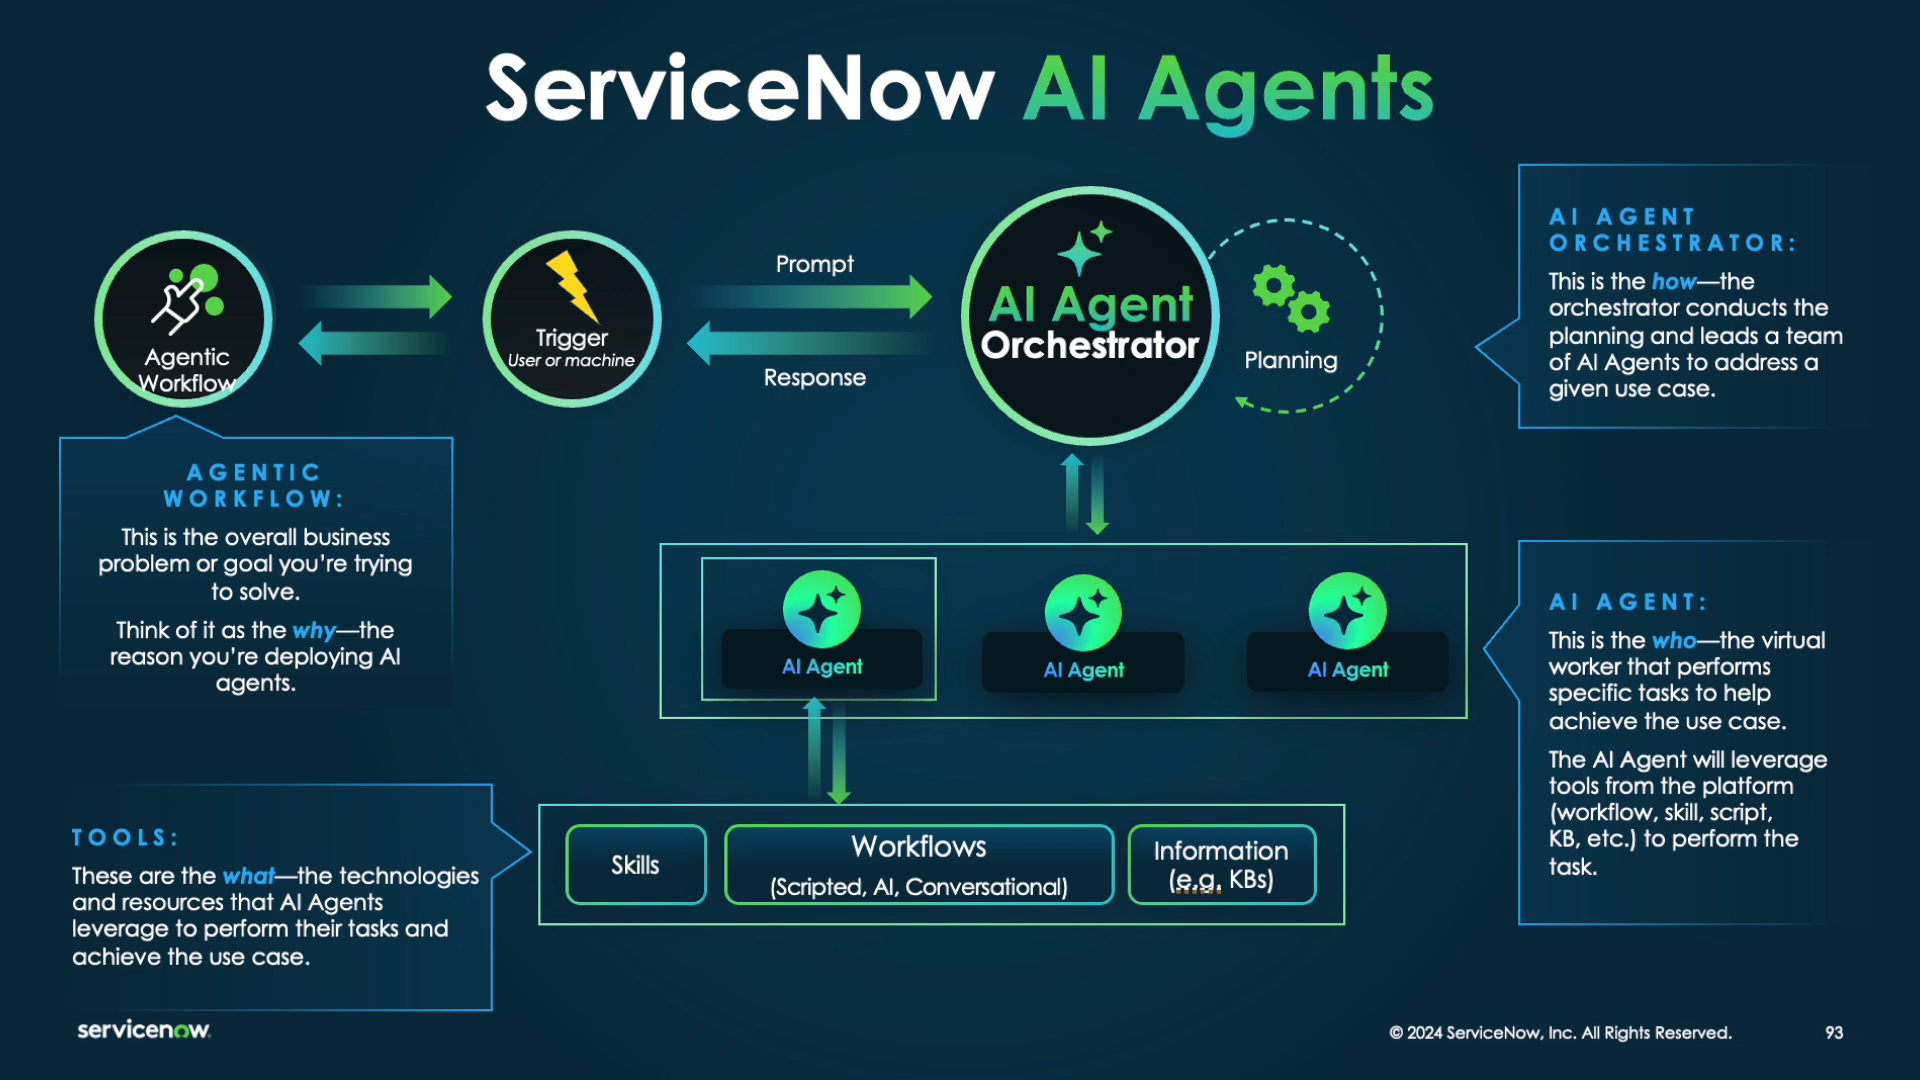 ServiceNow AI Agents
Agentic
Workflow
Trigger
User or machine
Prompt
Response
AI Agent
Orchestrator
Planning
AI AGENT
ORCHESTRATOR:
This is the how—the
orchestrator conducts the
planning and leads a team
of AI Agents to address a
given use case.
AGENTIC
WORKFLOW:
This is the overall business
problem or goal you’re trying
to solve.
Think of it as the why—the
reason you’re deploying AI
agents.
AI Agent
AI Agent
AI Agent
AI AGENT:
This is the who—the virtual
worker that performs
specific tasks to help
achieve the use case.
The AI Agent will leverage
tools from the platform
(workflow, skill, script,
KB, etc.) to perform the
task.
TOOLS:
These are the what—the technologies
and resources that AI Agents
leverage to perform their tasks and
achieve the use case.
Skills
Workflows
(Scripted, AI, Conversational)
Information
(e.g. KBs)
servicenow.
© 2024 ServiceNow, Inc. All Rights Reserved.
93